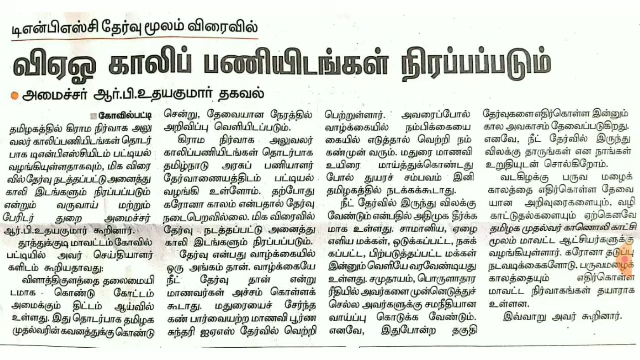 டிஎன்பிஎஸ்சி தேர்வு மூலம் விரைவில்
விஏஓ காலிப் பணியிடங்கள் நிரப்பப்படும்
அமைச்சர் ஆர்.பி.உதயகுமார் தகவல்
கோவில்பட்டி
தமிழகத்தில் கிராம நிர்வாக அலு
வலர் காலிப்பணியிடங்கள் தொடர்
பாக டிஎன்பிஎஸ்சியிடம் பட்டியல்
வழங்கியுள்ளதாகவும், மிக விரை
வில் தேர்வு நடத்தப்பட்டு அனைத்து
காலி இடங்களும் நிரப்பப்படும்
என்றும் வருவாய் மற்றும்
பேரிடர் துறை அமைச்சர்
ஆர்.பி.உதயகுமார் கூறினார்.
தூத்துக்குடி மாவட்டம் கோவில்
பட்டியில் அவர் செய்தியாளர்
களிடம் கூறியதாவது:
விளாத்திகுளத்தை தலைமையி
டமாக கொண்டு கோட்டம்
அமைக்கும் திட்டம் ஆய்வில்
உள்ளது. இது தொடர்பாக தமிழக
முதல்வரின் கவனத்துக்கு கொண்டு
சென்று, தேவையான நேரத்தில்
அறிவிப்பு வெளியிடப்படும்.
கிராம நிர்வாக அலுவலர்
காலிப்பணியிடங்கள் தொடர்பாக
தமிழ்நாடு அரசுப் பணியாளர்
தேர்வாணையத்திடம் பட்டியல்
வழங்கி உள்ளோம். தற்போது
கரோனா காலம் என்பதால் தேர்வு
நடைபெறவில்லை. மிக விரைவில்
தேர்வு நடத்தப்பட்டு அனைத்து
காலி இடங்களும் நிரப்பப்படும்.
தேர்வு என்பது வாழ்க்கையில்
ஒரு அங்கம் தான். வாழ்க்கையே
நீட் தேர்வு தான் என்று
மாணவர்கள் அச்சம் கொள்ளக்
கூடாது. மதுரையைச் சேர்ந்த
கண் பார்வையற்ற மாணவி பூர்ண
சுந்தரி ஐஏஎஸ் தேர்வில் வெற்றி
பெற்றுள்ளார். அவரைப்போல்
வாழ்க்கையில் நம்பிக்கையை
கையில் எடுத்தால் வெற்றி நம்
கண்முன் வரும். மதுரை மாணவி
உயிரை மாய்த்துக்கொண்டது
போல் துயரச் சம்பவம் இனி
தமிழகத்தில் நடக்கக்கூடாது.
நீட் தேர்வில் இருந்து விலக்கு
வேண்டும் என்பதில் அதிமுக தீர்க்க
மாக உள்ளது. சாமானிய, ஏழை
எளிய மக்கள், ஒடுக்கப்பட்ட, நசுக்
கப்பட்ட, பிற்படுத்தப்பட்ட மக்கள்
இன்னும் வெளியே வரவேண்டியது
உள்ளது. சமுதாயம், பொருளாதார
ரீதியில் அவர்களை முன்னெடுத்துச்
செல்ல அவர்களுக்கு சமநீதியான
வாய்ப்பு கொடுக்க வேண்டும்.
எனவே, இதுபோன்ற தகுதி
தேர்வுகளை எதிர்கொள்ள இன்னும்
கால அவகாசம் தேவைப்படுகிறது.
எனவே, நீட் தேர்வில் இருந்து
விலக்கு தாருங்கள் என நாங்கள்
உறுதியுடன் சொல்கிறோம்.
வடகிழக்கு பருவ மழைக்
காலத்தை எதிர்கொள்ள தேவை
யான அறிவுரைகளையும், வழி
காட்டுதல்களையும் ஏற்கெனவே
தமிழக முதல்வர் காணொலி காட்சி
மூலம் மாவட்ட ஆட்சியர்களுக்கு
வழங்கியுள்ளார். கரோனா தடுப்பு
நடவடிக்கைகளோடு, பருவமழைக்
காலத்தையும் எதிர்கொள்ள
மாவட்ட நிர்வாகங்கள் தயாராக
உள்ளன.
இவ்வாறு அவர் கூறினார்.